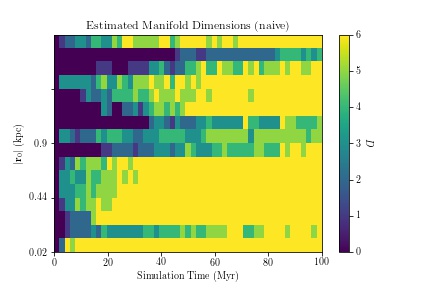 Estimated Manifold Dimensions (naive)
|r₀| (kpc)
0.9
0.44
0.02
0 20 40 60 80 100
Simulation Time (Myr)
6
5
4
3
2
1
0
D